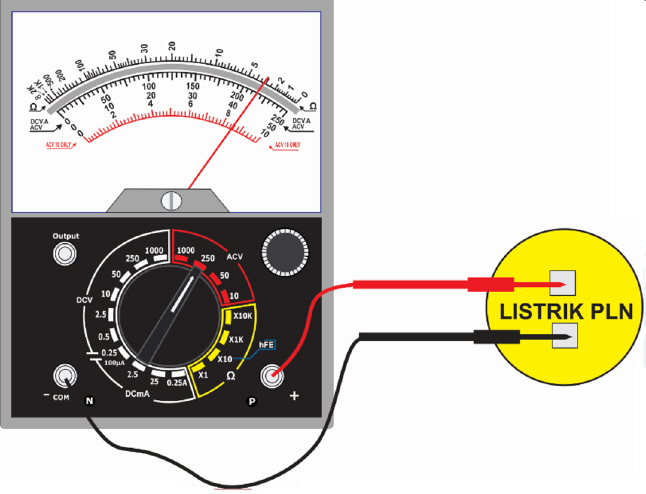 8 2K 1K 500 200 100 50 30 20 10 5 2 1 0
Ω Ω
0 50 100 150 200 250
DCV.A
ACV
0 10 20 30 40 50
DCV.A
ACV
0 2 4 6 8 10
ACV 10 ONLY
ACV 10 ONLY
Output
250 1000 1000 250
ACV
50 50
10 10
DCV
2.5 X10K
0.5 X1K
0.25
100µA
X10 hFE
2.5 25 0.25A X1 Ω
DCmA
- COM N P +
LISTRIK PLN